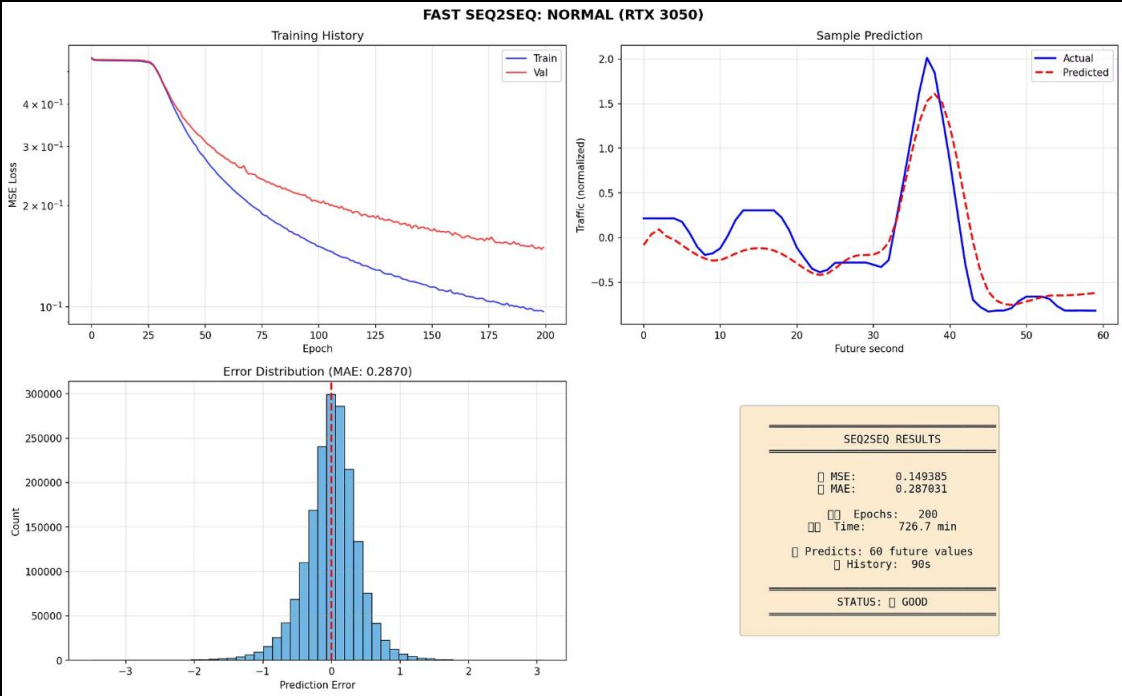 FAST SEQ2SEQ: NORMAL (RTX 3050)
Training History
Train
Val
4 × 10⁻¹
3 × 10⁻¹
2 × 10⁻¹
10⁻¹
MSE Loss
0 25 50 75 100 125 150 175 200
Epoch
Sample Prediction
Actual
Predicted
2.0
1.5
1.0
0.5
0.0
−0.5
Traffic (normalized)
0 10 20 30 40 50 60
Future second
Error Distribution (MAE: 0.2870)
300000
250000
200000
150000
100000
50000
0
Count
−3 −2 −1 0 1 2 3
Prediction Error
SEQ2SEQ RESULTS
MSE: 0.149385
MAE: 0.287031
Epochs: 200
Time: 726.7 min
Predicts: 60 future values
History: 90s
STATUS: GOOD